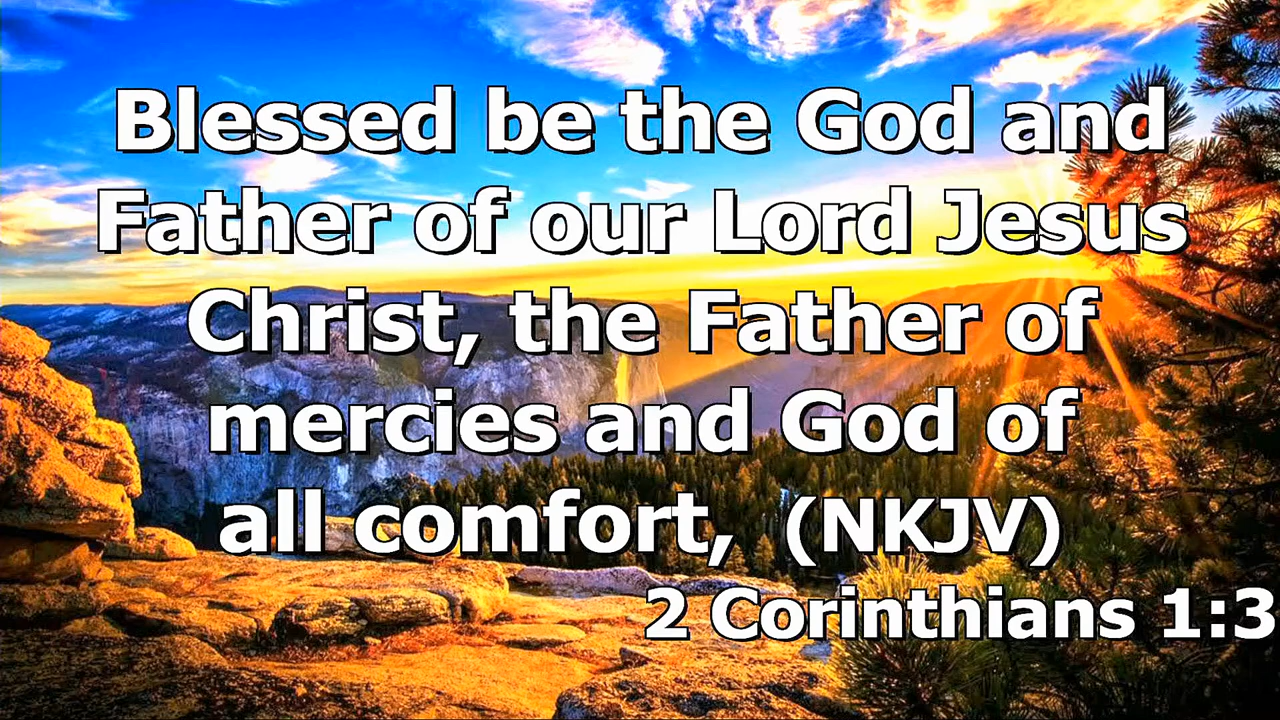 Blessed be the God and
Father of our Lord Jesus
Christ, the Father of
mercies and God of
all comfort, (NKJV)
2 Corinthians 1:3